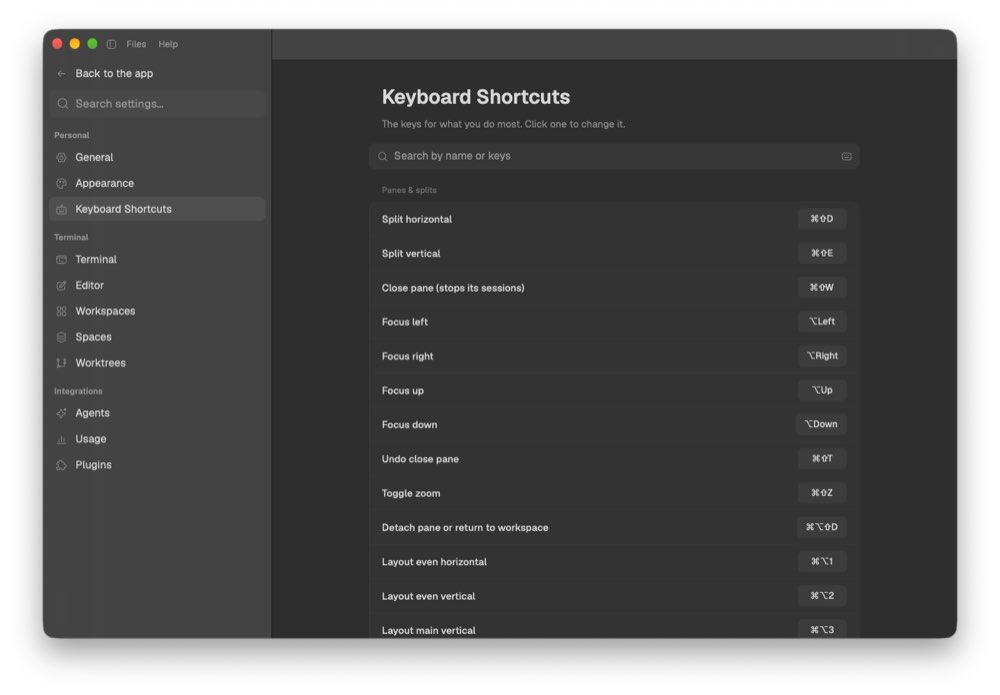 Files Help
Back to the app
Search settings...
Personal
General
Appearance
Keyboard Shortcuts
Terminal
Terminal
Editor
Workspaces
Spaces
Worktrees
Integrations
Agents
Usage
Plugins
Keyboard Shortcuts
The keys for what you do most. Click one to change it.
Search by name or keys
Panes & splits
Split horizontal ⌘⇧D
Split vertical ⌘⇧E
Close pane (stops its sessions) ⌘⇧W
Focus left ⌥Left
Focus right ⌥Right
Focus up ⌥Up
Focus down ⌥Down
Undo close pane ⌘⇧T
Toggle zoom ⌘⇧Z
Detach pane or return to workspace ⌘⌥⇧D
Layout even horizontal ⌘⌥1
Layout even vertical ⌘⌥2
Layout main vertical ⌘⌥3